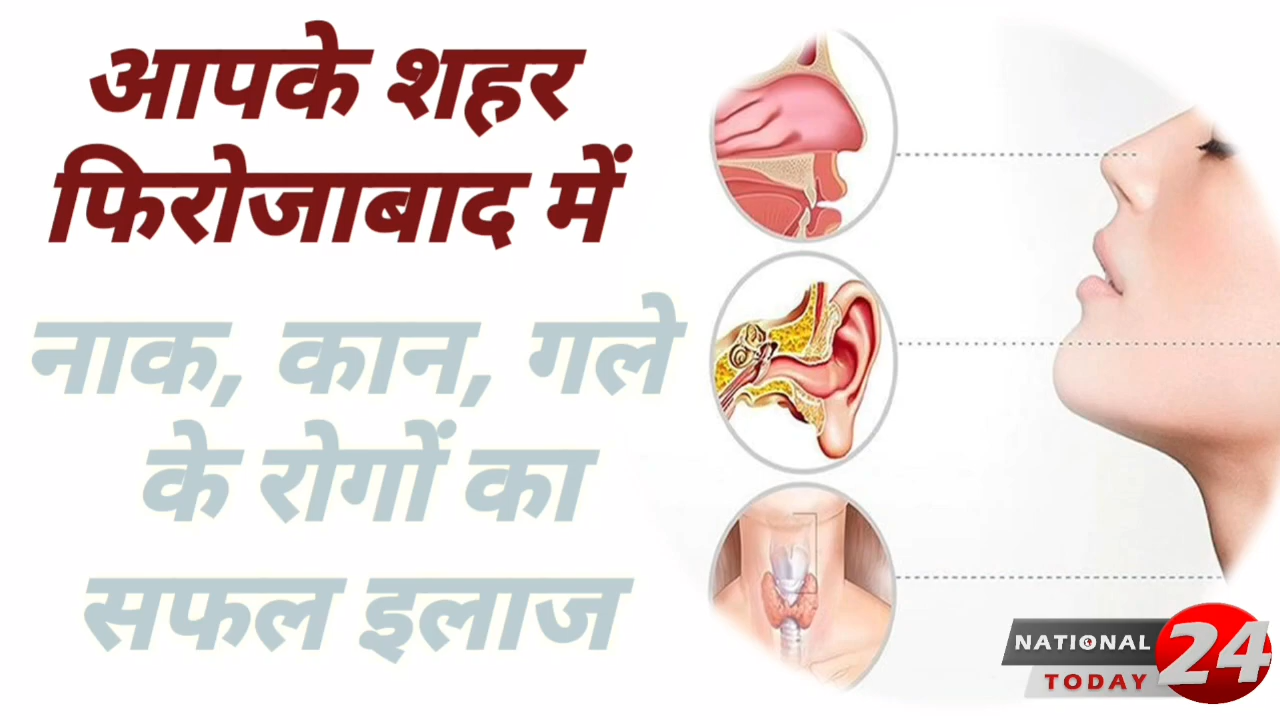 आपके शहर
फिरोजाबाद में
नाक, कान, गले
के रोगों का
सफल इलाज
NATIONAL
24
TODAY